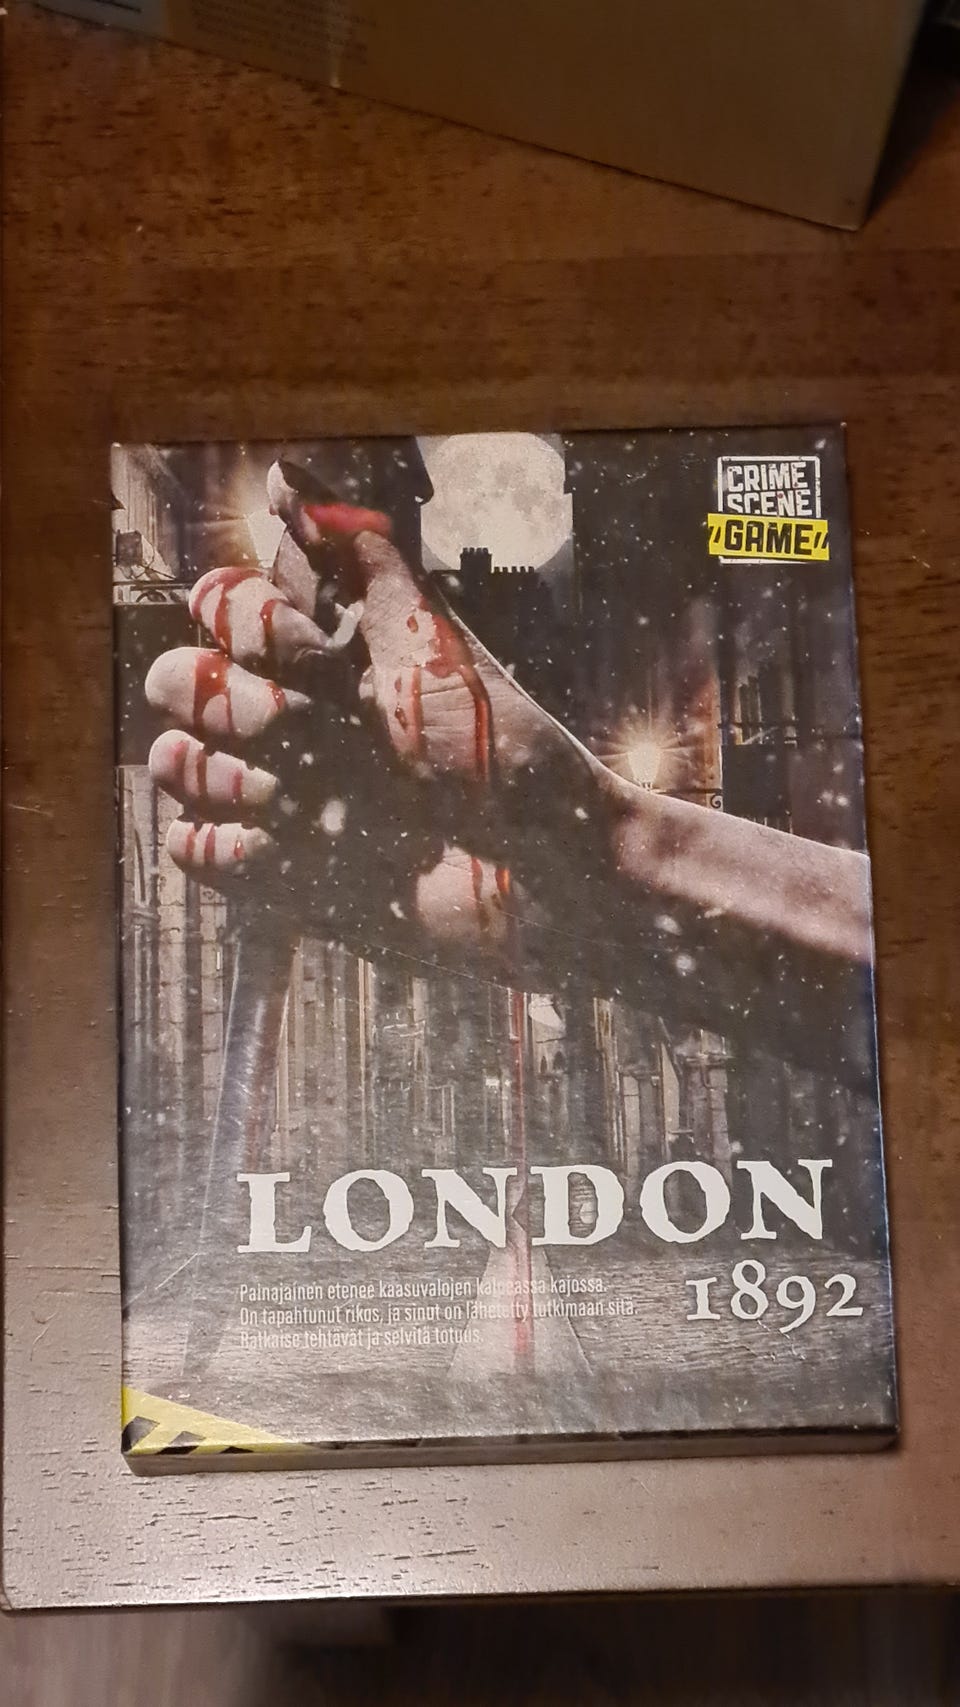 CRIME
SCENE
GAME
LONDON
1892
Painajainen etenee kaasuvalojen kalpeassa kajossa.
On tapahtunut rikos, ja sinut on lähetetty tutkimaan sitä.
Ratkaise tehtävät ja selvitä totuus.